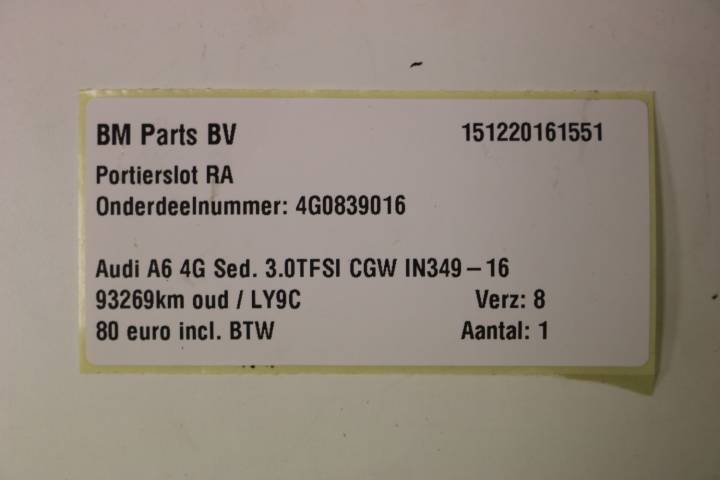 BM Parts BV 151220161551
Portierslot RA
Onderdeelnummer: 4G0839016
Audi A6 4G Sed. 3.0TFSI CGW IN349-16
93269km oud / LY9C Verz: 8
80 euro incl. BTW Aantal: 1